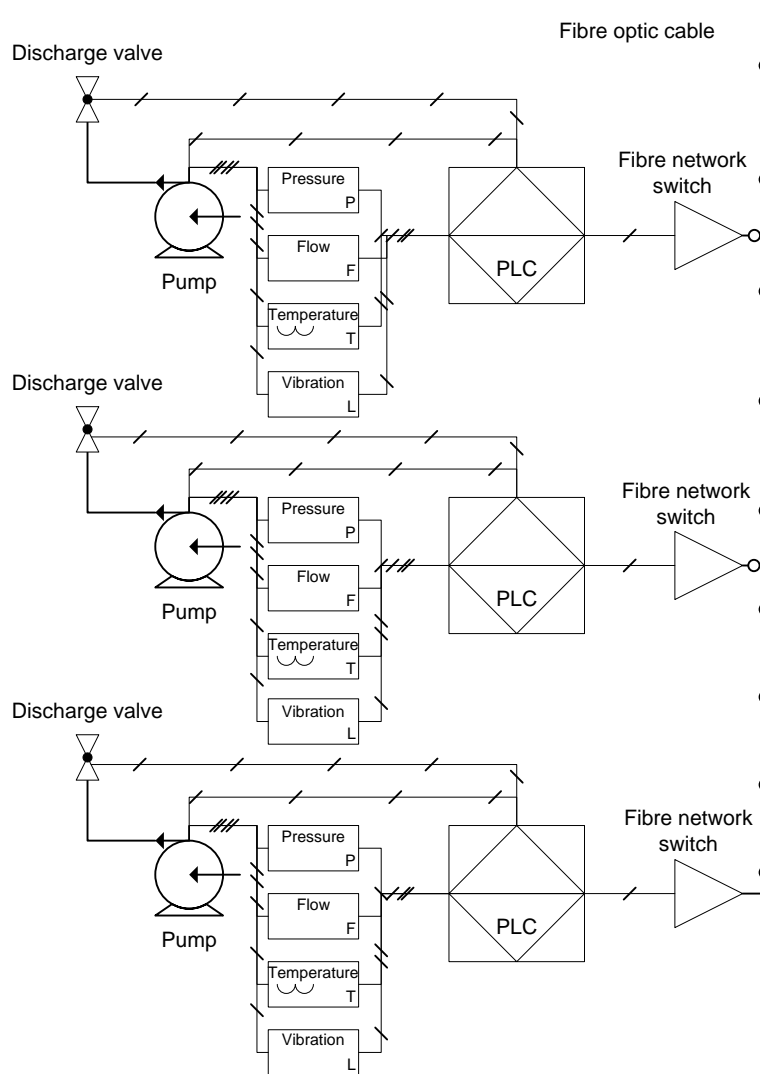 Fibre optic cable
Discharge valve
Fibre network
switch
Pressure
P
Flow
F
PLC
Pump
Temperature
T
Vibration
L
Discharge valve
Fibre network
switch
Pressure
P
Flow
F
PLC
Pump
Temperature
T
Vibration
L
Discharge valve
Fibre network
switch
Pressure
P
Flow
F
PLC
Pump
Temperature
T
Vibration
L